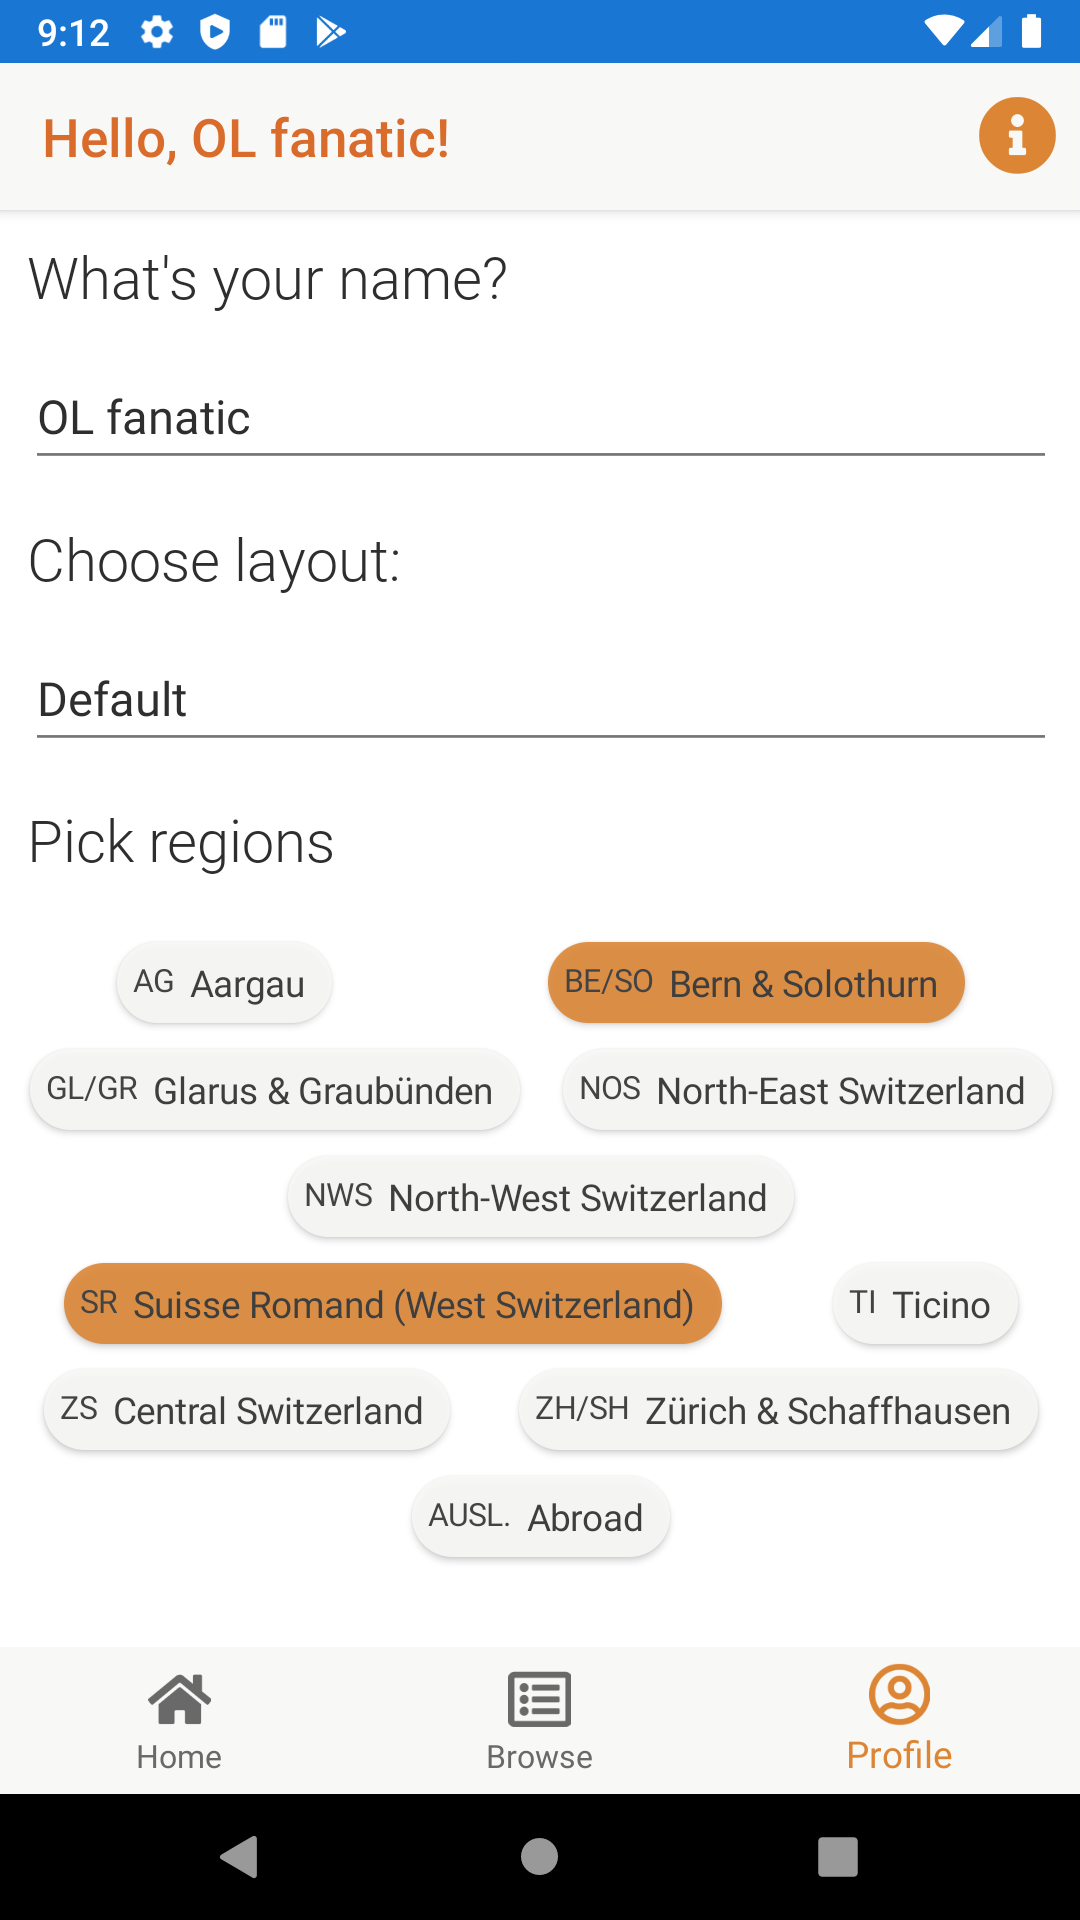 9:12
Hello, OL fanatic!
What's your name?
OL fanatic
Choose layout:
Default
Pick regions
AG Aargau
BE/SO Bern & Solothurn
GL/GR Glarus & Graubünden
NOS North-East Switzerland
NWS North-West Switzerland
SR Suisse Romand (West Switzerland)
TI Ticino
ZS Central Switzerland
ZH/SH Zürich & Schaffhausen
AUSL. Abroad
Home
Browse
Profile